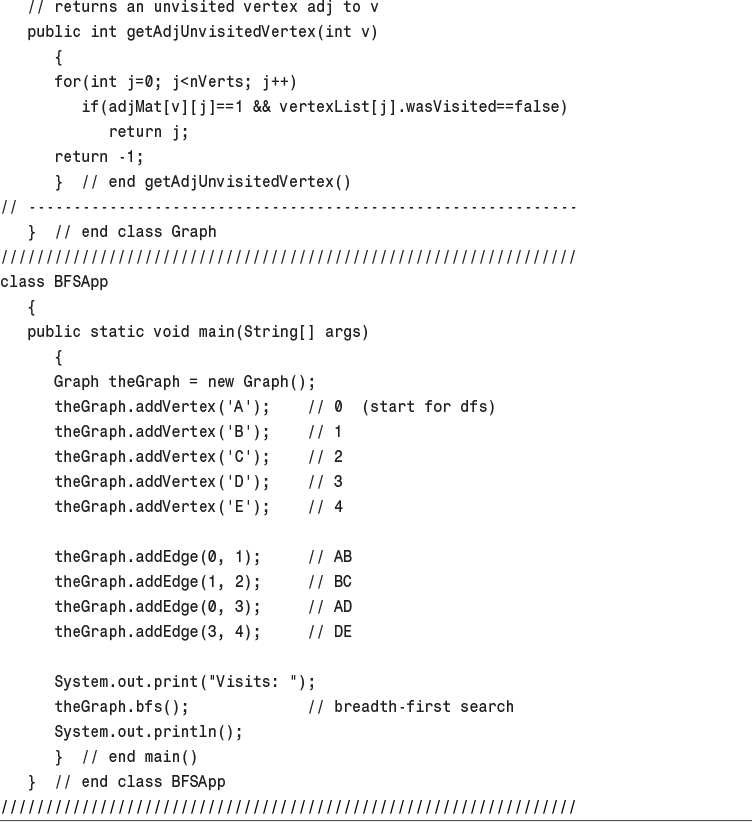 // returns an unvisited vertex adj to v
public int getAdjUnvisitedVertex(int v)
{
for(int j=0; j<nVerts; j++)
if(adjMat[v][j]==1 && vertexList[j].wasVisited==false)
return j;
return -1;
} // end getAdjUnvisitedVertex()
// -------------------------------------------------------------
} // end class Graph
////////////////////////////////////////////////////////////////
class BFSApp
{
public static void main(String[] args)
{
Graph theGraph = new Graph();
theGraph.addVertex('A'); // 0 (start for dfs)
theGraph.addVertex('B'); // 1
theGraph.addVertex('C'); // 2
theGraph.addVertex('D'); // 3
theGraph.addVertex('E'); // 4
theGraph.addEdge(0, 1); // AB
theGraph.addEdge(1, 2); // BC
theGraph.addEdge(0, 3); // AD
theGraph.addEdge(3, 4); // DE
System.out.print("Visits: ");
theGraph.bfs(); // breadth-first search
System.out.println();
} // end main()
} // end class BFSApp
////////////////////////////////////////////////////////////////